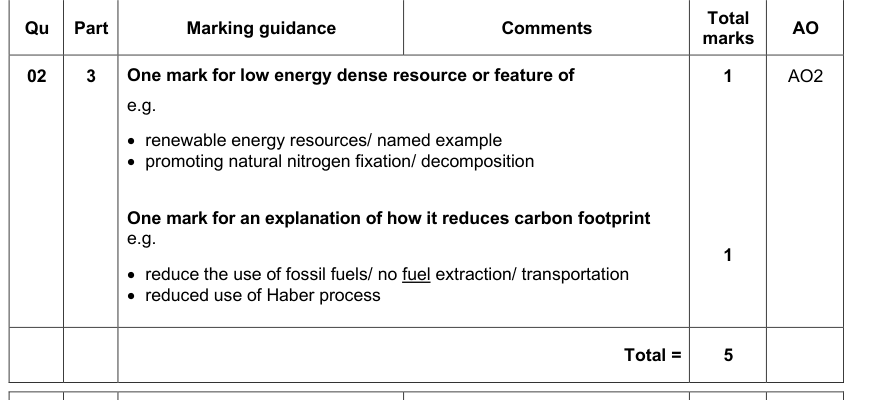 Qu Part Marking guidance Comments Total marks AO
02 3 One mark for low energy dense resource or feature of 1 AO2
e.g.
• renewable energy resources/ named example
• promoting natural nitrogen fixation/ decomposition
One mark for an explanation of how it reduces carbon footprint
e.g.
1
• reduce the use of fossil fuels/ no fuel extraction/ transportation
• reduced use of Haber process
Total = 5